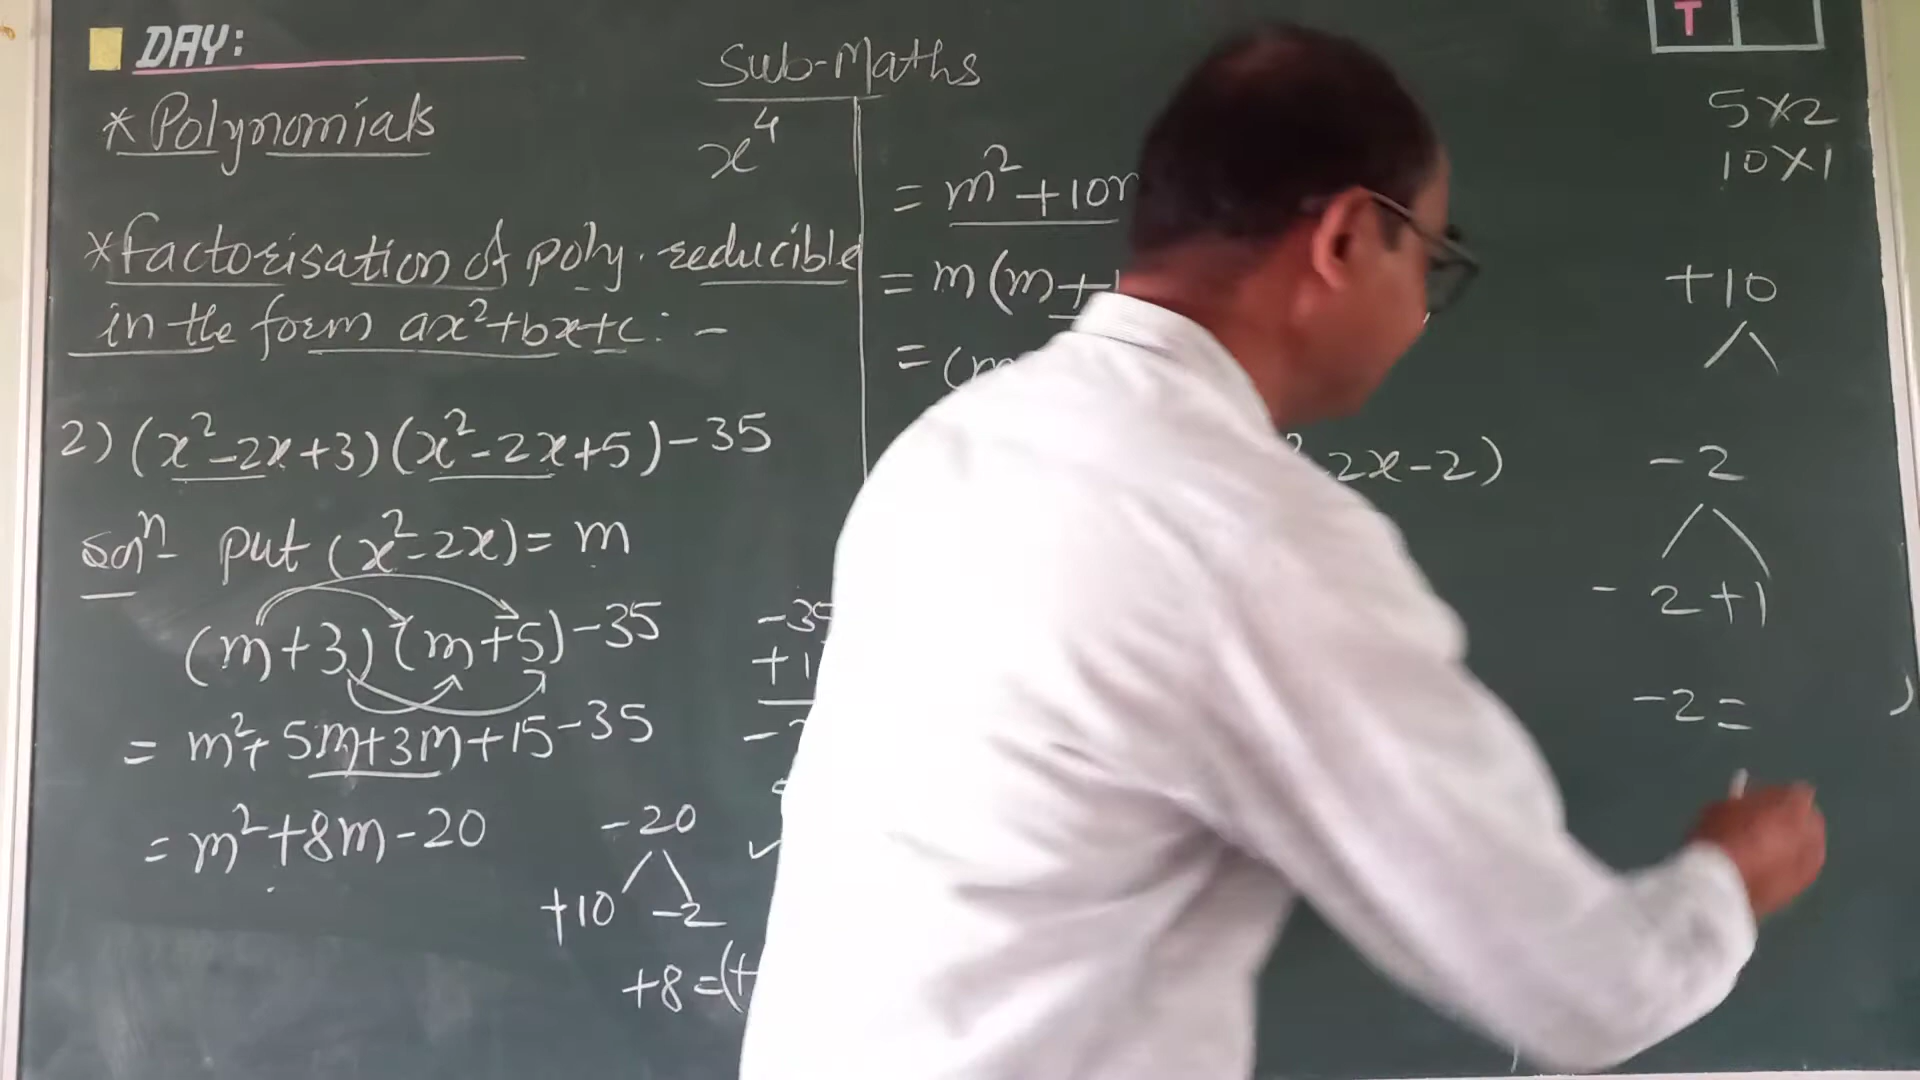 DAY:
Sub-Maths
T
* Polynomials
x⁴
*factorisation of poly. reducible
in the form ax²+bx+c: -
2) (x²-2x+3)(x²-2x+5)-35
Solⁿ- put (x²-2x)= m
(m+3)(m+5)-35
= m²+5m+3m+15-35
= m²+8m-20
-20
+10 -2
+8=(+
-35
+1
-2
= m²+10m
= m(m+1
= (m
2x-2)
5×2
10×1
+10
-2
-2+1
-2=